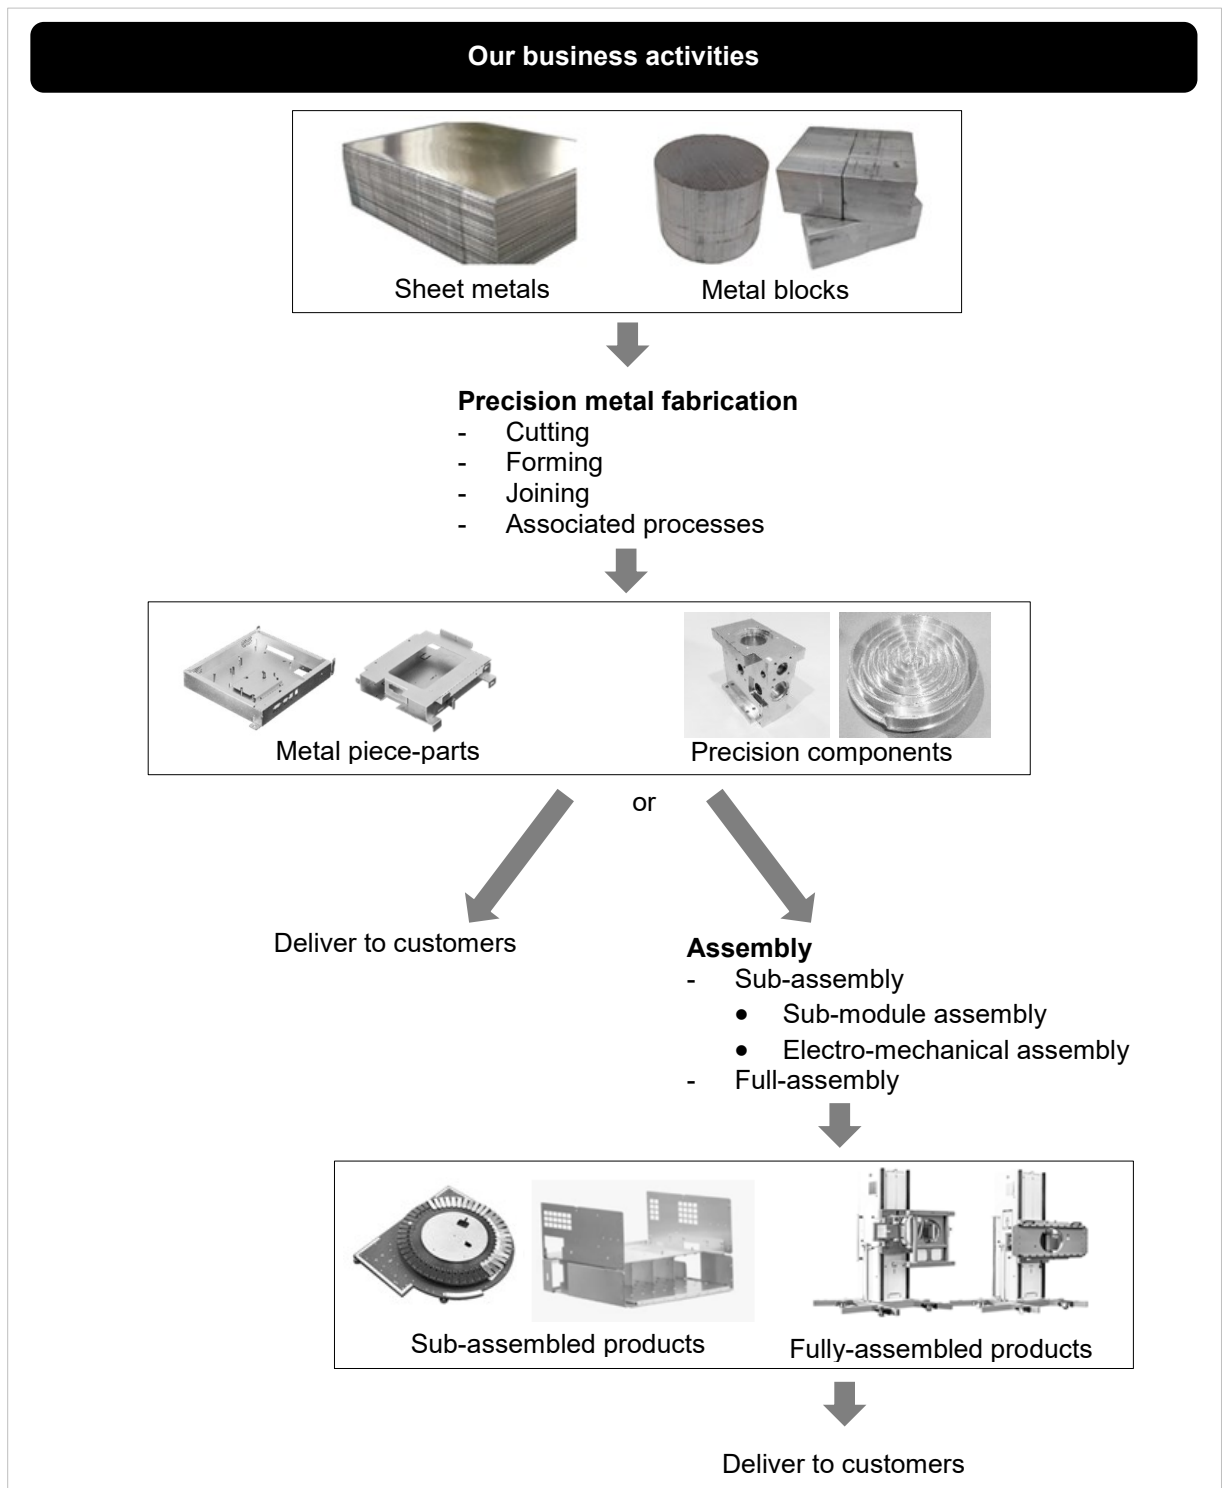 Our business activities
Sheet metals
Metal blocks
Precision metal fabrication
- Cutting
- Forming
- Joining
- Associated processes
Metal piece-parts
Precision components
or
Deliver to customers
Assembly
- Sub-assembly
● Sub-module assembly
● Electro-mechanical assembly
- Full-assembly
Sub-assembled products
Fully-assembled products
Deliver to customers